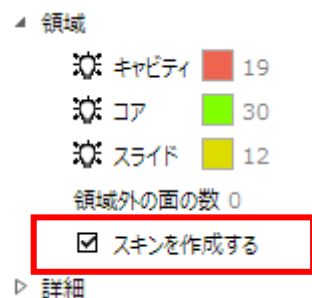 領域
キャビティ 19
コア 30
スライド 12
領域外の面の数 0
スキンを作成する
詳細